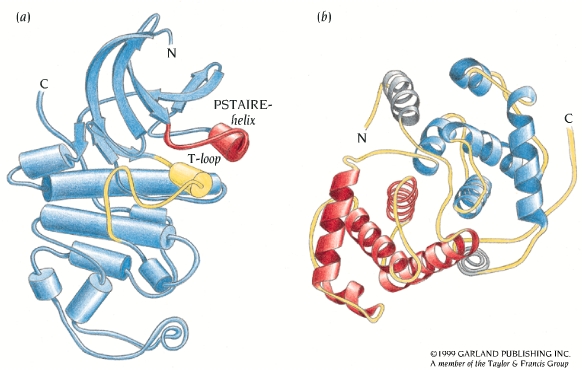 (a)
N
C
PSTAIRE-
helix
T-loop
(b)
N
C
©1999 GARLAND PUBLISHING INC.
A member of the Taylor & Francis Group